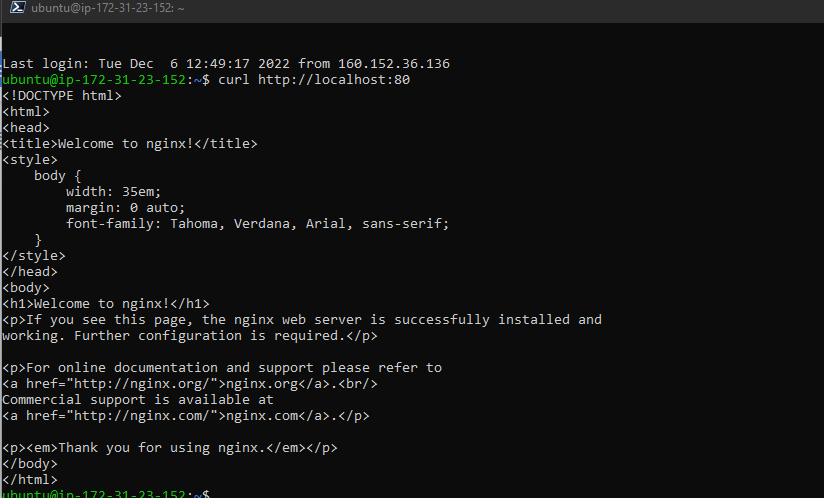 ubuntu@ip-172-31-23-152: ~
Last login: Tue Dec  6 12:49:17 2022 from 160.152.36.136
ubuntu@ip-172-31-23-152:~$ curl http://localhost:80
<!DOCTYPE html>
<html>
<head>
<title>Welcome to nginx!</title>
<style>
    body {
        width: 35em;
        margin: 0 auto;
        font-family: Tahoma, Verdana, Arial, sans-serif;
    }
</style>
</head>
<body>
<h1>Welcome to nginx!</h1>
<p>If you see this page, the nginx web server is successfully installed and
working. Further configuration is required.</p>

<p>For online documentation and support please refer to
<a href="http://nginx.org/">nginx.org</a>.<br/>
Commercial support is available at
<a href="http://nginx.com/">nginx.com</a>.</p>

<p><em>Thank you for using nginx.</em></p>
</body>
</html>
ubuntu@ip-172-31-23-152:~$